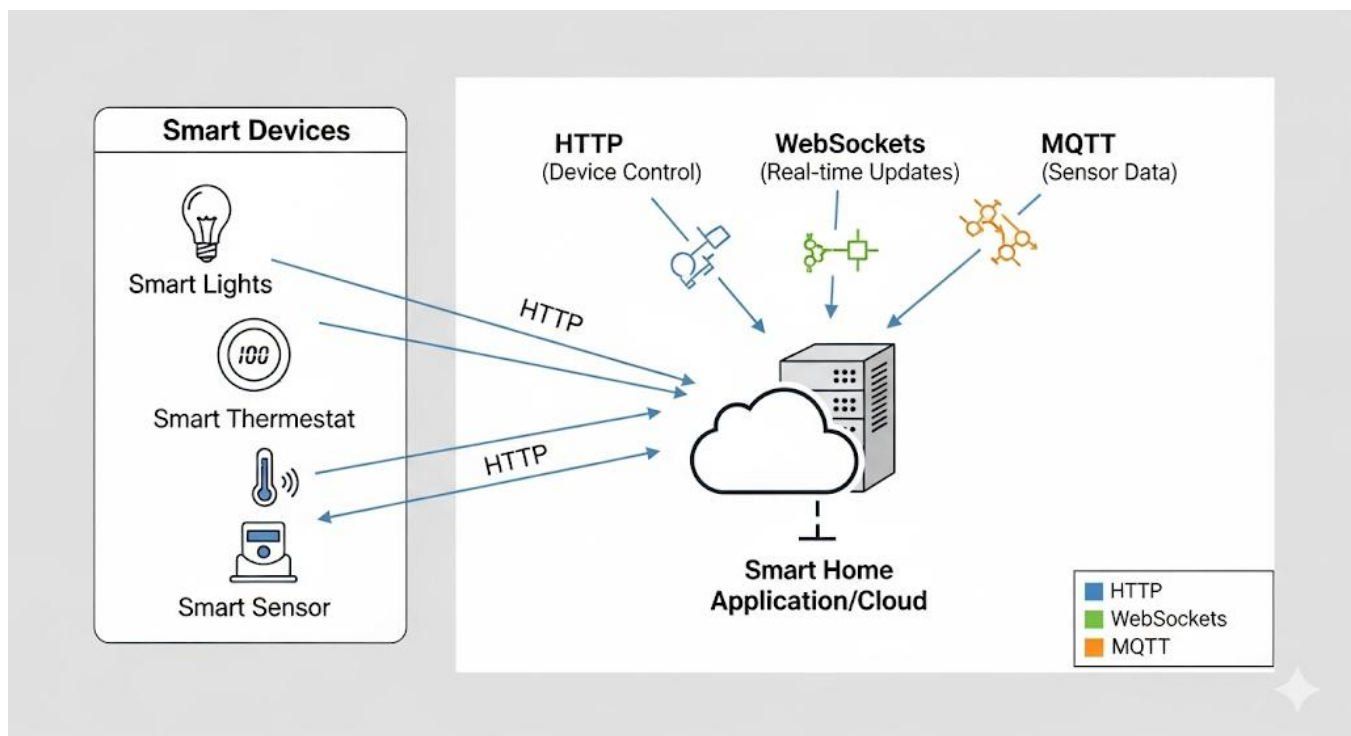 Smart Devices
Smart Lights
100
Smart Thermestat
Smart Sensor
HTTP
HTTP
HTTP
(Device Control)
WebSockets
(Real-time Updates)
MQTT
(Sensor Data)
Smart Home
Application/Cloud
HTTP
WebSockets
MQTT